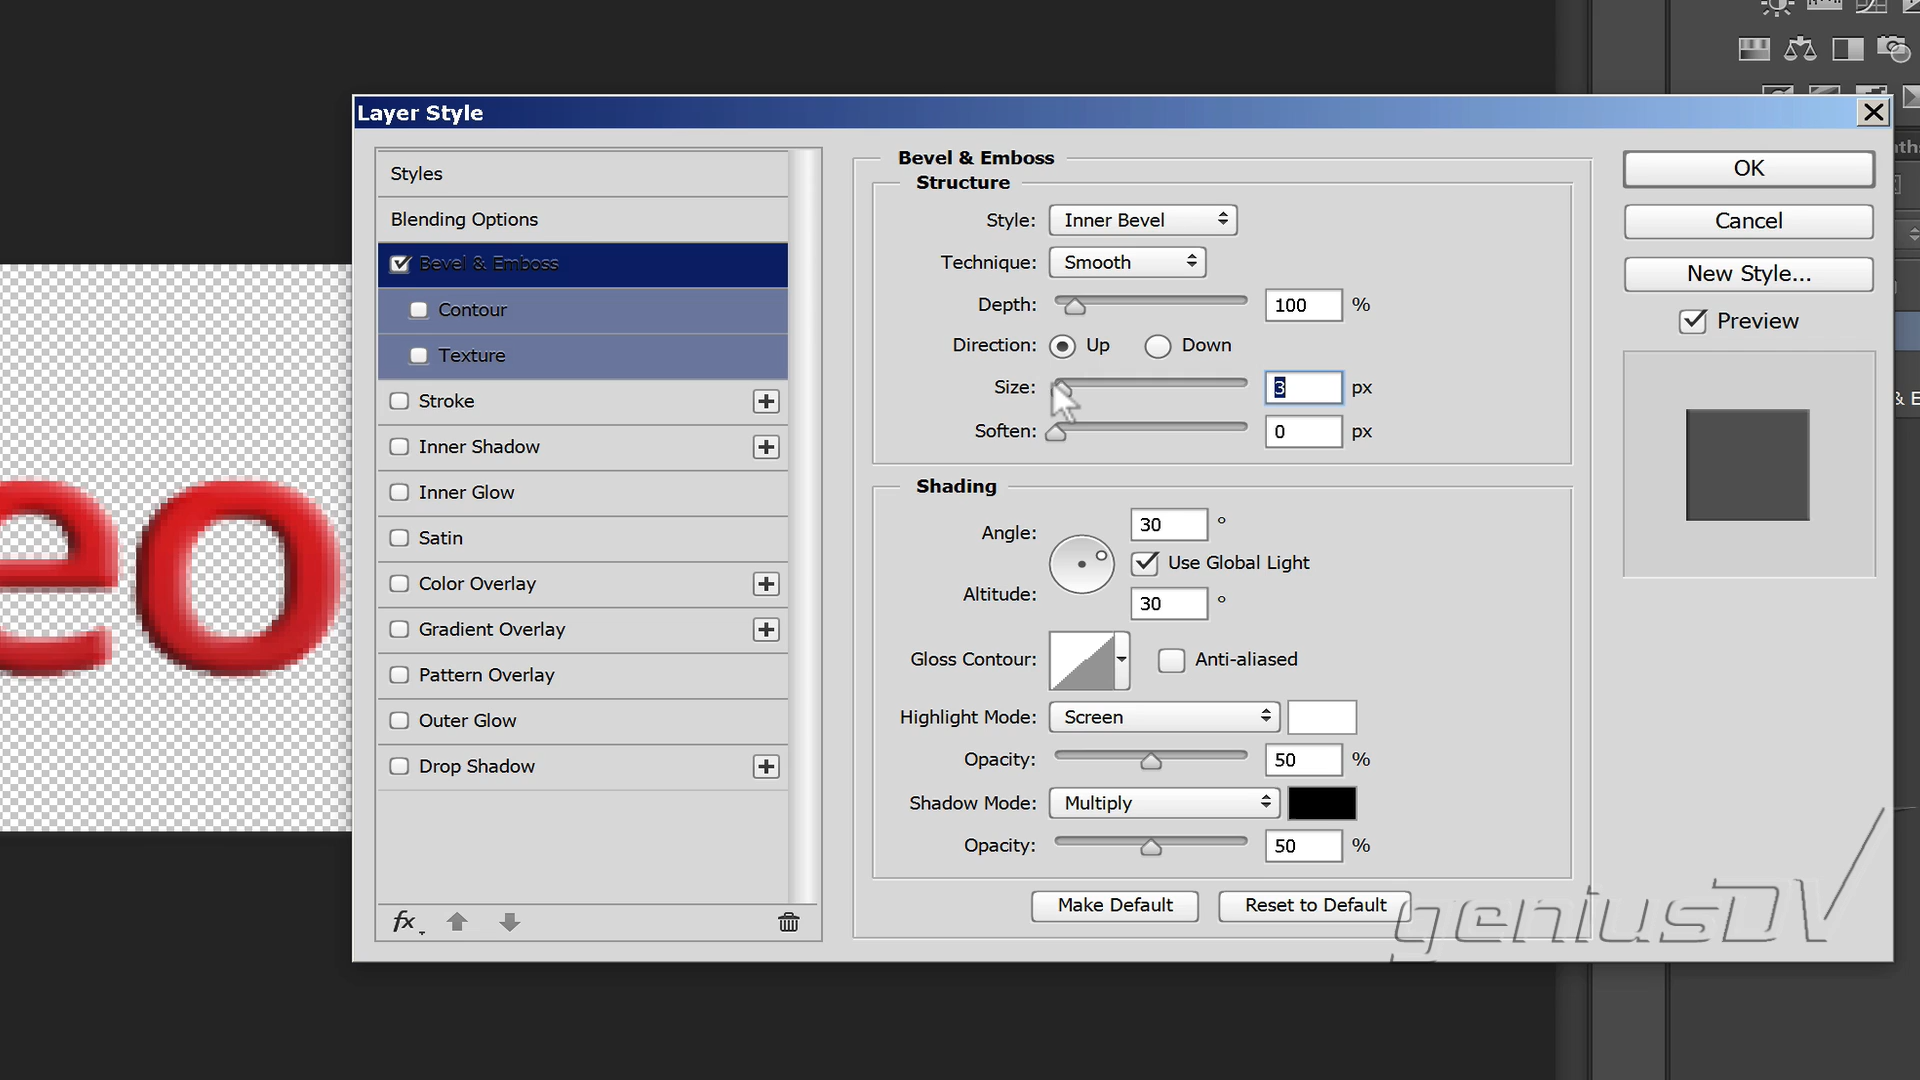 Layer Style
Styles
Blending Options
Bevel & Emboss
Contour
Texture
Stroke
Inner Shadow
Inner Glow
Satin
Color Overlay
Gradient Overlay
Pattern Overlay
Outer Glow
Drop Shadow
fx
Bevel & Emboss
Structure
Style: Inner Bevel
Technique: Smooth
Depth: 100 %
Direction: Up Down
Size: 3 px
Soften: 0 px
Shading
Angle: 30 °
Use Global Light
Altitude: 30 °
Gloss Contour: Anti-aliased
Highlight Mode: Screen
Opacity: 50 %
Shadow Mode: Multiply
Opacity: 50 %
Make Default Reset to Default
OK
Cancel
New Style...
Preview
eo
geniusDV
& E